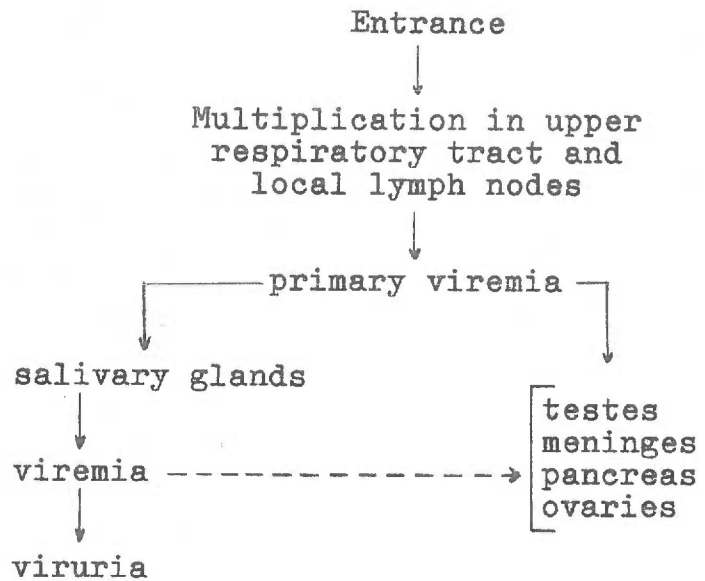 Entrance
Multiplication in upper
respiratory tract and
local lymph nodes
primary viremia
salivary glands
testes
meninges
viremia
pancreas
ovaries
viruria